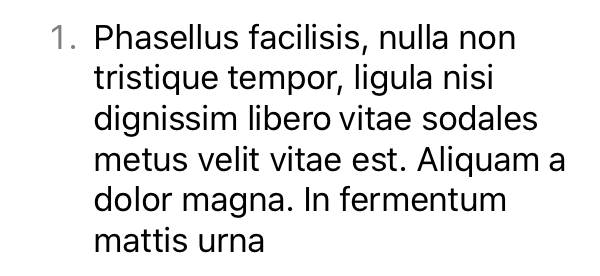 1. Phasellus facilisis, nulla non
tristique tempor, ligula nisi
dignissim libero vitae sodales
metus velit vitae est. Aliquam a
dolor magna. In fermentum
mattis urna